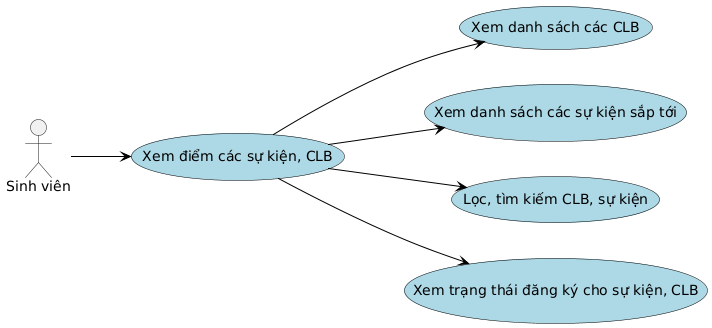 Xem danh sách các CLB
Xem danh sách các sự kiện sắp tới
Sinh viên
Xem điểm các sự kiện, CLB
Lọc, tìm kiếm CLB, sự kiện
Xem trạng thái đăng ký cho sự kiện, CLB